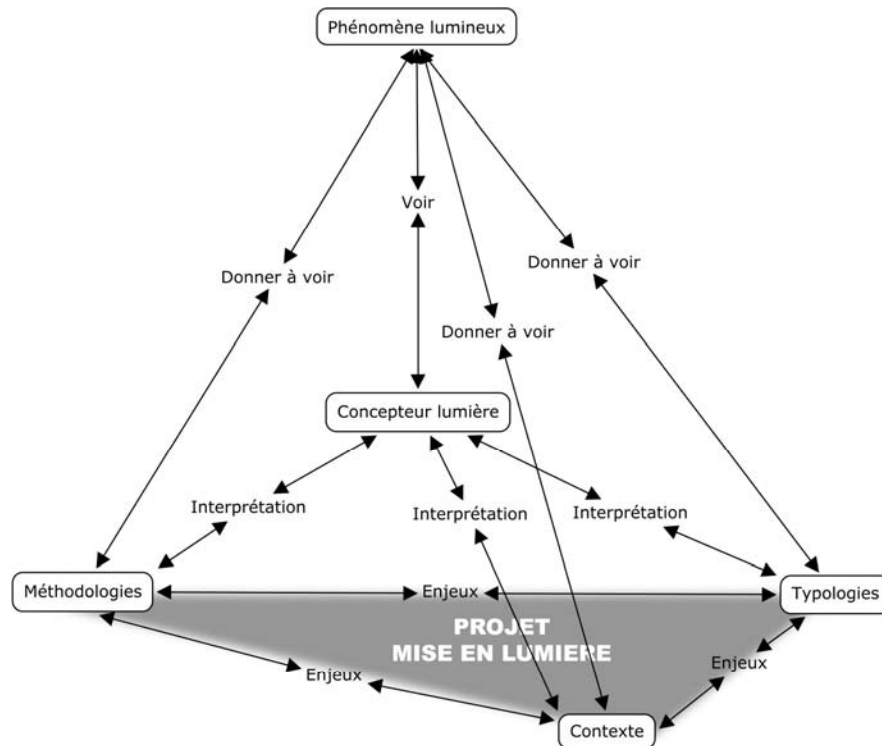 Phénomène lumineux
Voir
Donner à voir
Donner à voir
Donner à voir
Concepteur lumière
Interprétation
Interprétation
Interprétation
Méthodologies
Enjeux
Typologies
PROJET
MISE EN LUMIERE
Enjeux
Enjeux
Contexte